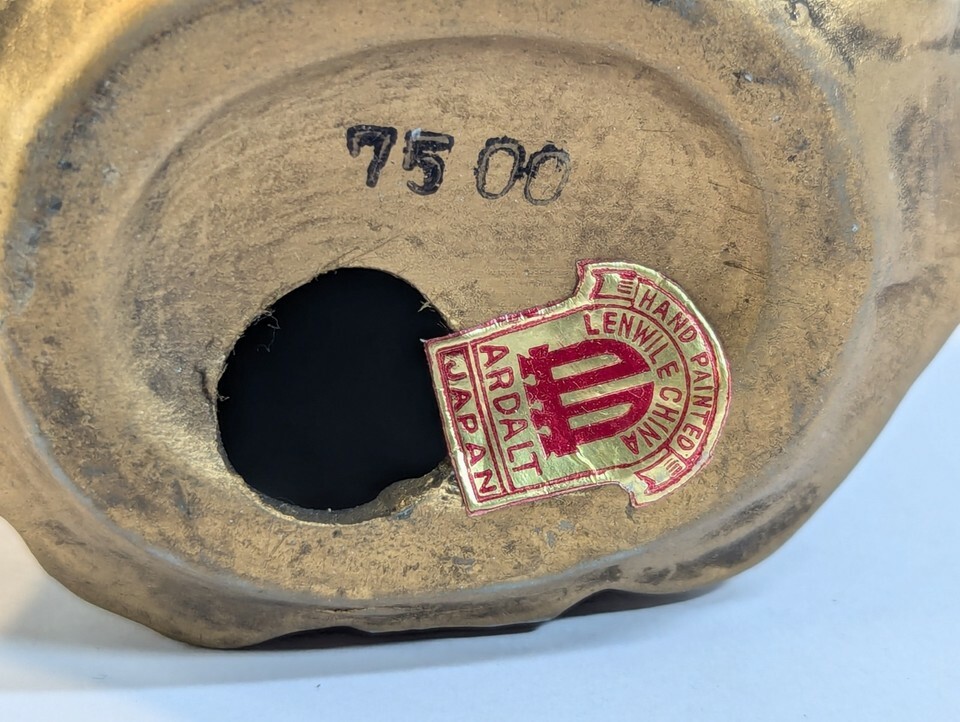 7500
HAND PAINTED
LENWILE CHINA
ARDALT
JAPAN